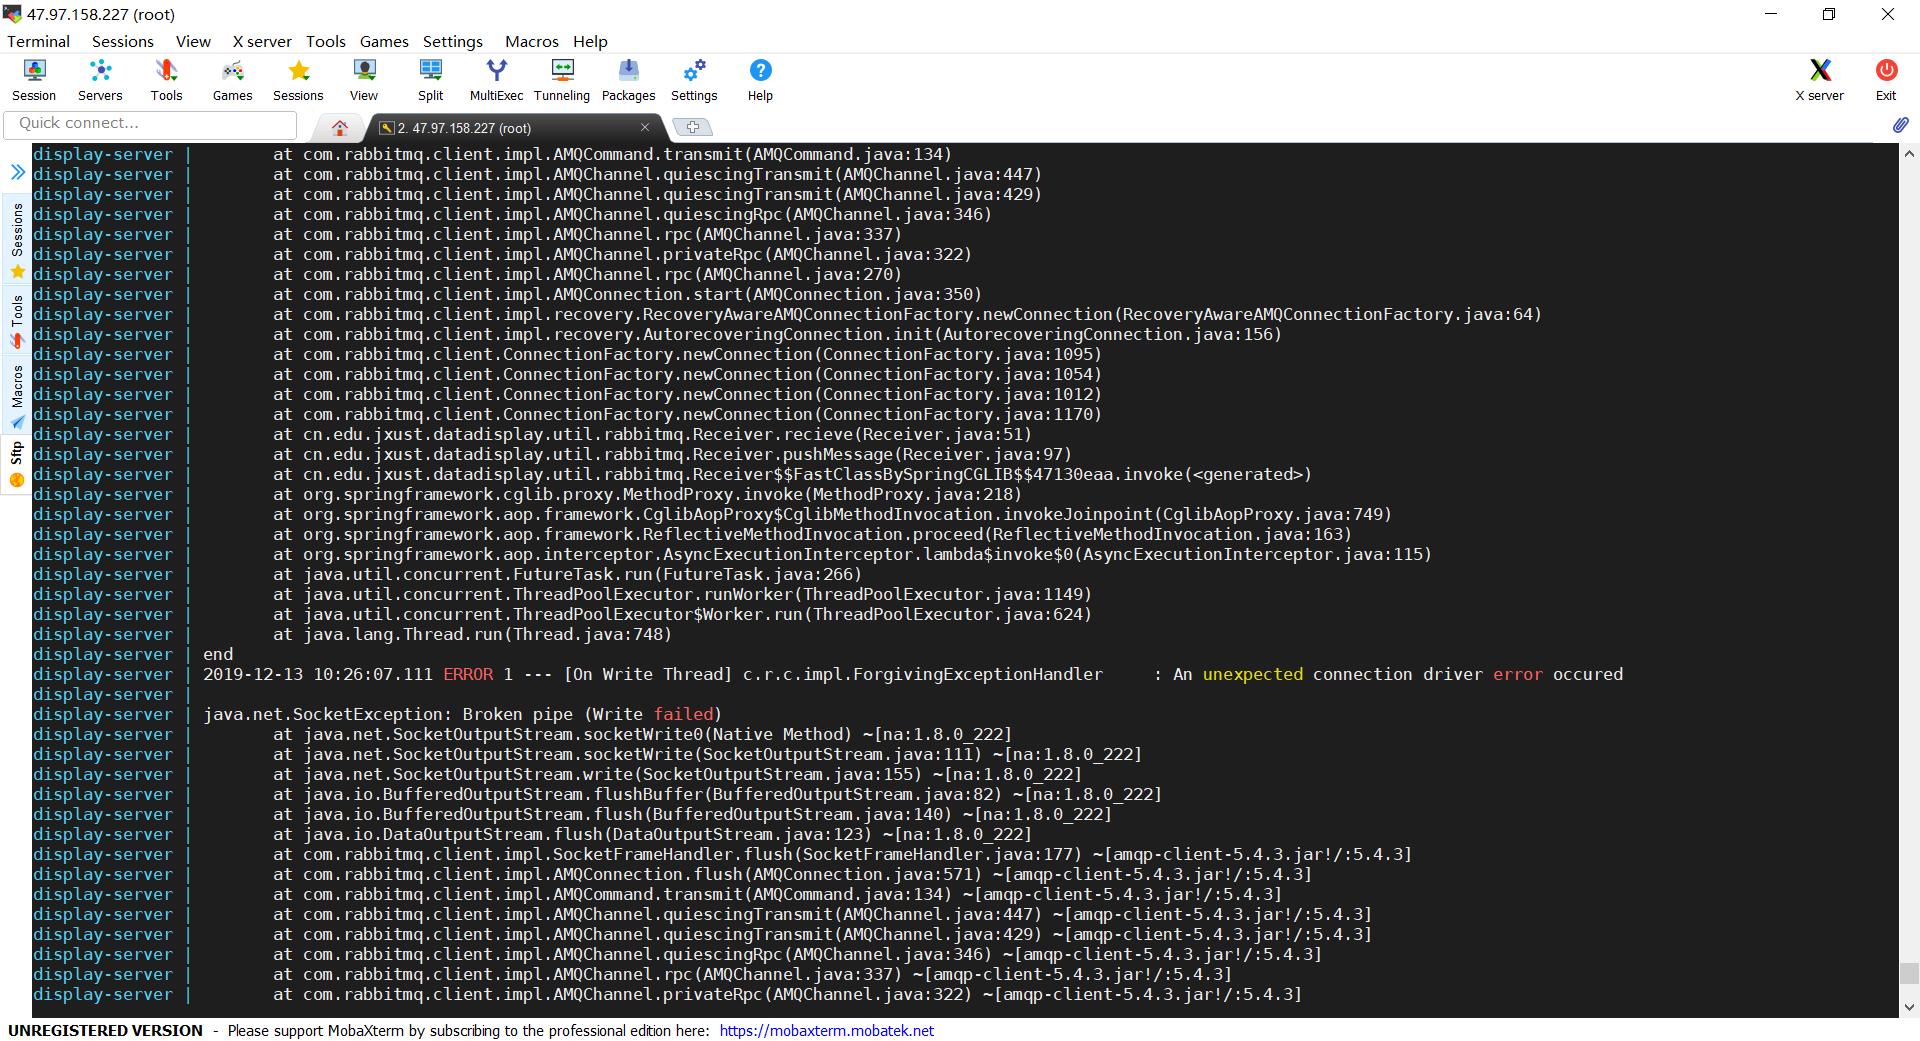 47.97.158.227 (root)
Terminal Sessions View X server Tools Games Settings Macros Help
Session Servers Tools Games Sessions View Split MultiExec Tunneling Packages Settings Help X server Exit
Quick connect...
2. 47.97.158.227 (root)
Sessions
Tools
Macros
Sftp
display-server |        at com.rabbitmq.client.impl.AMQCommand.transmit(AMQCommand.java:134)
display-server |        at com.rabbitmq.client.impl.AMQChannel.quiescingTransmit(AMQChannel.java:447)
display-server |        at com.rabbitmq.client.impl.AMQChannel.quiescingTransmit(AMQChannel.java:429)
display-server |        at com.rabbitmq.client.impl.AMQChannel.quiescingRpc(AMQChannel.java:346)
display-server |        at com.rabbitmq.client.impl.AMQChannel.rpc(AMQChannel.java:337)
display-server |        at com.rabbitmq.client.impl.AMQChannel.privateRpc(AMQChannel.java:322)
display-server |        at com.rabbitmq.client.impl.AMQChannel.rpc(AMQChannel.java:270)
display-server |        at com.rabbitmq.client.impl.AMQConnection.start(AMQConnection.java:350)
display-server |        at com.rabbitmq.client.impl.recovery.RecoveryAwareAMQConnectionFactory.newConnection(RecoveryAwareAMQConnectionFactory.java:64)
display-server |        at com.rabbitmq.client.impl.recovery.AutorecoveringConnection.init(AutorecoveringConnection.java:156)
display-server |        at com.rabbitmq.client.ConnectionFactory.newConnection(ConnectionFactory.java:1095)
display-server |        at com.rabbitmq.client.ConnectionFactory.newConnection(ConnectionFactory.java:1054)
display-server |        at com.rabbitmq.client.ConnectionFactory.newConnection(ConnectionFactory.java:1012)
display-server |        at com.rabbitmq.client.ConnectionFactory.newConnection(ConnectionFactory.java:1170)
display-server |        at cn.edu.jxust.datadisplay.util.rabbitmq.Receiver.recieve(Receiver.java:51)
display-server |        at cn.edu.jxust.datadisplay.util.rabbitmq.Receiver.pushMessage(Receiver.java:97)
display-server |        at cn.edu.jxust.datadisplay.util.rabbitmq.Receiver$$FastClassBySpringCGLIB$$47130eaa.invoke(<generated>)
display-server |        at org.springframework.cglib.proxy.MethodProxy.invoke(MethodProxy.java:218)
display-server |        at org.springframework.aop.framework.CglibAopProxy$CglibMethodInvocation.invokeJoinpoint(CglibAopProxy.java:749)
display-server |        at org.springframework.aop.framework.ReflectiveMethodInvocation.proceed(ReflectiveMethodInvocation.java:163)
display-server |        at org.springframework.aop.interceptor.AsyncExecutionInterceptor.lambda$invoke$0(AsyncExecutionInterceptor.java:115)
display-server |        at java.util.concurrent.FutureTask.run(FutureTask.java:266)
display-server |        at java.util.concurrent.ThreadPoolExecutor.runWorker(ThreadPoolExecutor.java:1149)
display-server |        at java.util.concurrent.ThreadPoolExecutor$Worker.run(ThreadPoolExecutor.java:624)
display-server |        at java.lang.Thread.run(Thread.java:748)
display-server | end
display-server | 2019-12-13 10:26:07.111 ERROR 1 --- [On Write Thread] c.r.c.impl.ForgivingExceptionHandler     : An unexpected connection driver error occured
display-server |
display-server | java.net.SocketException: Broken pipe (Write failed)
display-server |        at java.net.SocketOutputStream.socketWrite0(Native Method) ~[na:1.8.0_222]
display-server |        at java.net.SocketOutputStream.socketWrite(SocketOutputStream.java:111) ~[na:1.8.0_222]
display-server |        at java.net.SocketOutputStream.write(SocketOutputStream.java:155) ~[na:1.8.0_222]
display-server |        at java.io.BufferedOutputStream.flushBuffer(BufferedOutputStream.java:82) ~[na:1.8.0_222]
display-server |        at java.io.BufferedOutputStream.flush(BufferedOutputStream.java:140) ~[na:1.8.0_222]
display-server |        at java.io.DataOutputStream.flush(DataOutputStream.java:123) ~[na:1.8.0_222]
display-server |        at com.rabbitmq.client.impl.SocketFrameHandler.flush(SocketFrameHandler.java:177) ~[amqp-client-5.4.3.jar!/:5.4.3]
display-server |        at com.rabbitmq.client.impl.AMQConnection.flush(AMQConnection.java:571) ~[amqp-client-5.4.3.jar!/:5.4.3]
display-server |        at com.rabbitmq.client.impl.AMQCommand.transmit(AMQCommand.java:134) ~[amqp-client-5.4.3.jar!/:5.4.3]
display-server |        at com.rabbitmq.client.impl.AMQChannel.quiescingTransmit(AMQChannel.java:447) ~[amqp-client-5.4.3.jar!/:5.4.3]
display-server |        at com.rabbitmq.client.impl.AMQChannel.quiescingTransmit(AMQChannel.java:429) ~[amqp-client-5.4.3.jar!/:5.4.3]
display-server |        at com.rabbitmq.client.impl.AMQChannel.quiescingRpc(AMQChannel.java:346) ~[amqp-client-5.4.3.jar!/:5.4.3]
display-server |        at com.rabbitmq.client.impl.AMQChannel.rpc(AMQChannel.java:337) ~[amqp-client-5.4.3.jar!/:5.4.3]
display-server |        at com.rabbitmq.client.impl.AMQChannel.privateRpc(AMQChannel.java:322) ~[amqp-client-5.4.3.jar!/:5.4.3]
UNREGISTERED VERSION - Please support MobaXterm by subscribing to the professional edition here: https://mobaxterm.mobatek.net